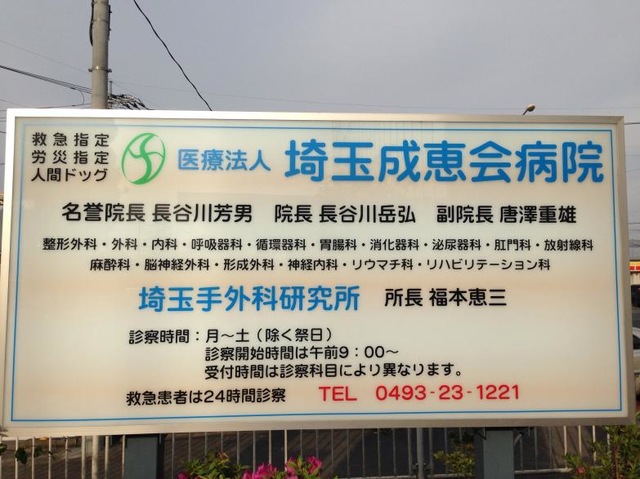 救急指定
労災指定
人間ドッグ
医療法人 埼玉成恵会病院
名誉院長 長谷川芳男 院長 長谷川岳弘 副院長 唐澤重雄
整形外科・外科・内科・呼吸器科・循環器科・胃腸科・消化器科・泌尿器科・肛門科・放射線科
麻酔科・脳神経外科・形成外科・神経内科・リウマチ科・リハビリテーション科
埼玉手外科研究所 所長 福本恵三
診察時間：月〜土（除く祭日）
診察開始時間は午前9：00〜
受付時間は診察科目により異なります。
救急患者は24時間診察 TEL 0493-23-1221